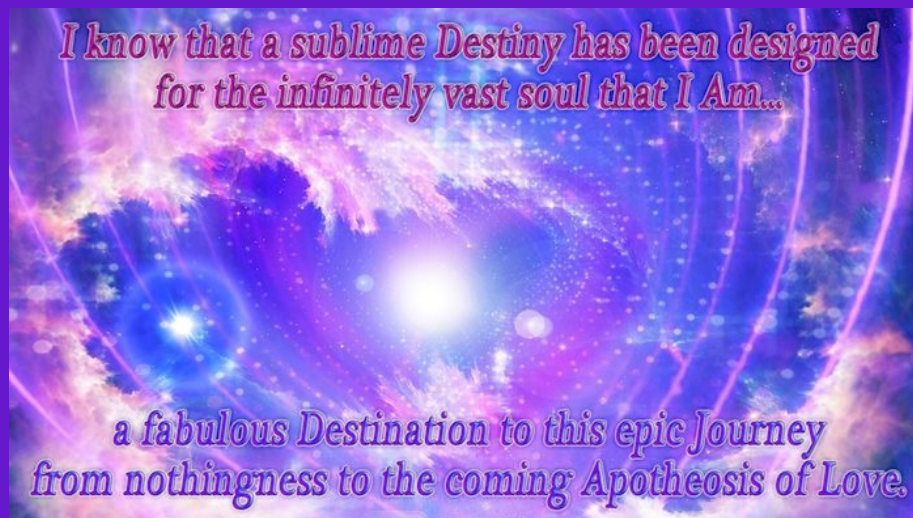 I know that a sublime Destiny has been designed
for the infinitely vast soul that I Am...
a fabulous Destination to this epic Journey
from nothingness to the coming Apotheosis of Love.